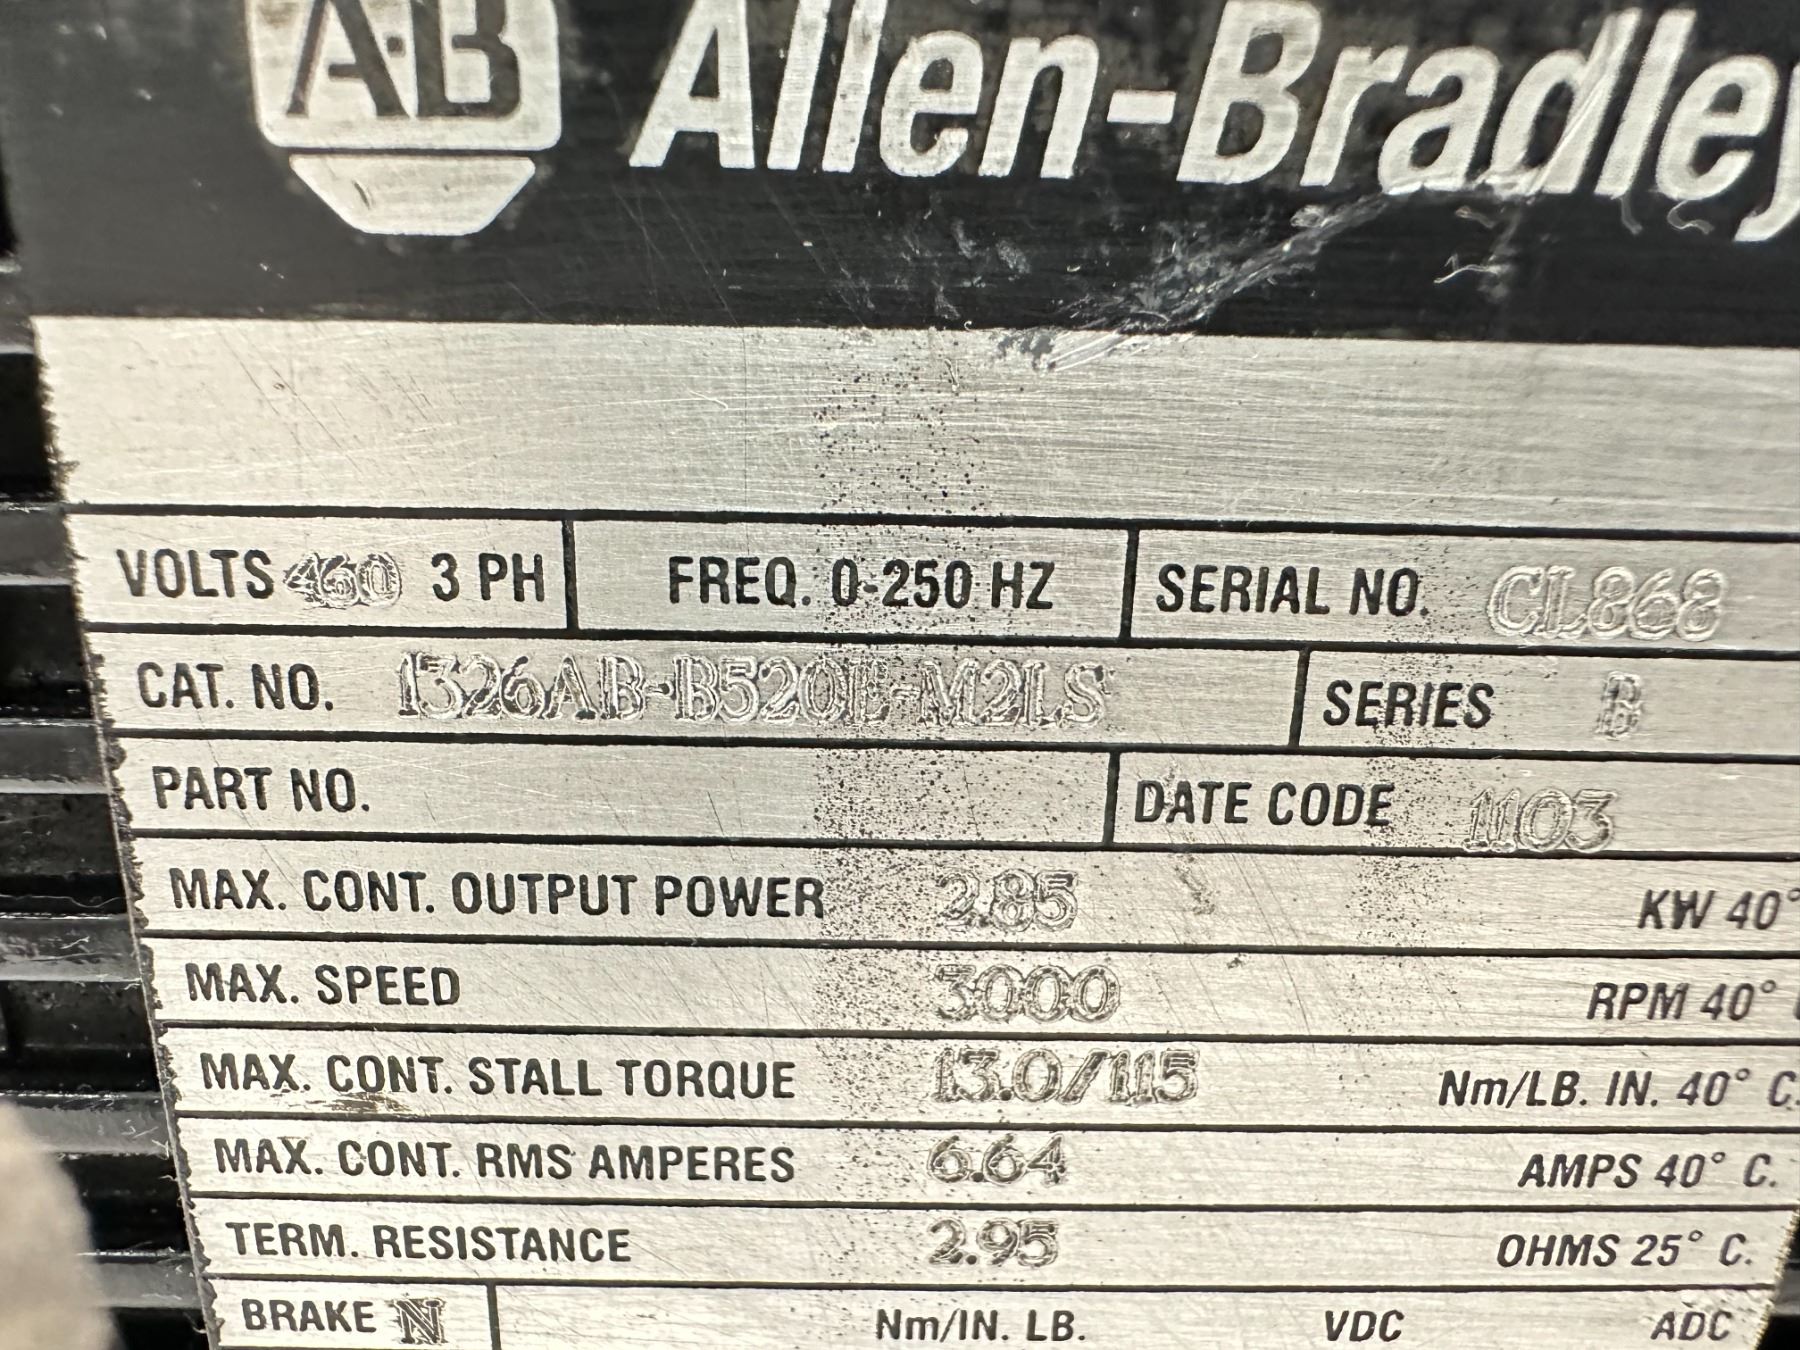 A·B Allen-Bradley
VOLTS 460 3 PH FREQ. 0-250 HZ SERIAL NO. CL868
CAT. NO. 1326AB-B520E-M2LS SERIES B
PART NO. DATE CODE 1103
MAX. CONT. OUTPUT POWER 2.85 KW 40°
MAX. SPEED 3000 RPM 40°
MAX. CONT. STALL TORQUE 13.0/115 Nm/LB. IN. 40° C.
MAX. CONT. RMS AMPERES 6.64 AMPS 40° C.
TERM. RESISTANCE 2.95 OHMS 25° C.
BRAKE N Nm/IN. LB. VDC ADC